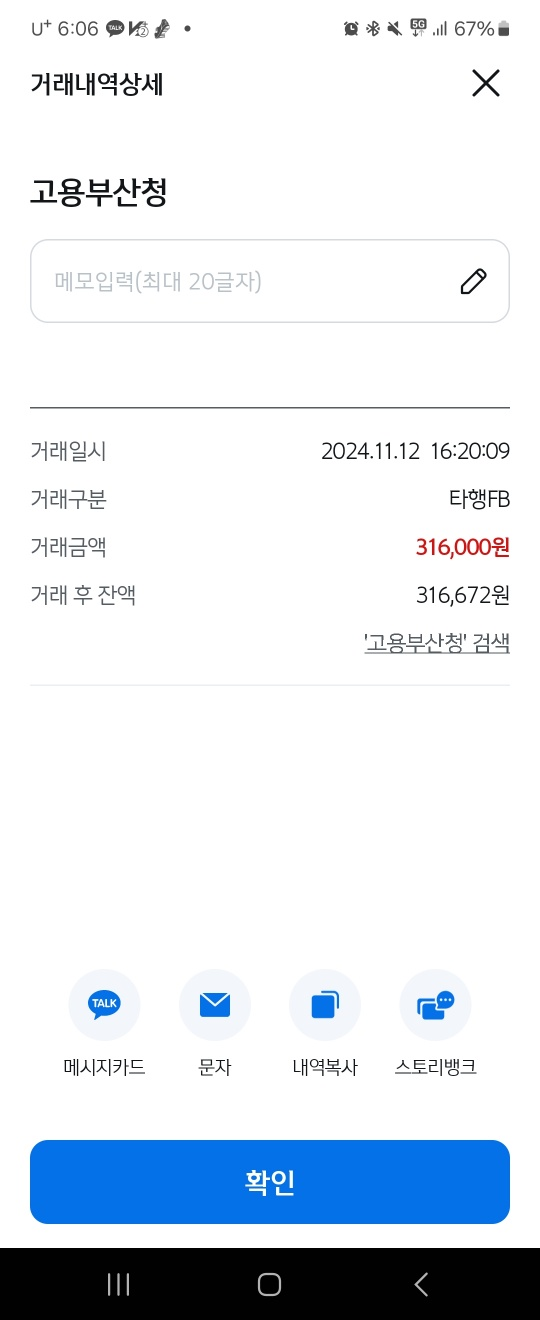 U+ 6:06 TALK 5G 67%
거래내역상세
고용부산청
메모입력(최대 20글자)
거래일시 2024.11.12 16:20:09
거래구분 타행FB
거래금액 316,000원
거래 후 잔액 316,672원
'고용부산청' 검색
TALK
메시지카드 문자 내역복사 스토리뱅크
확인